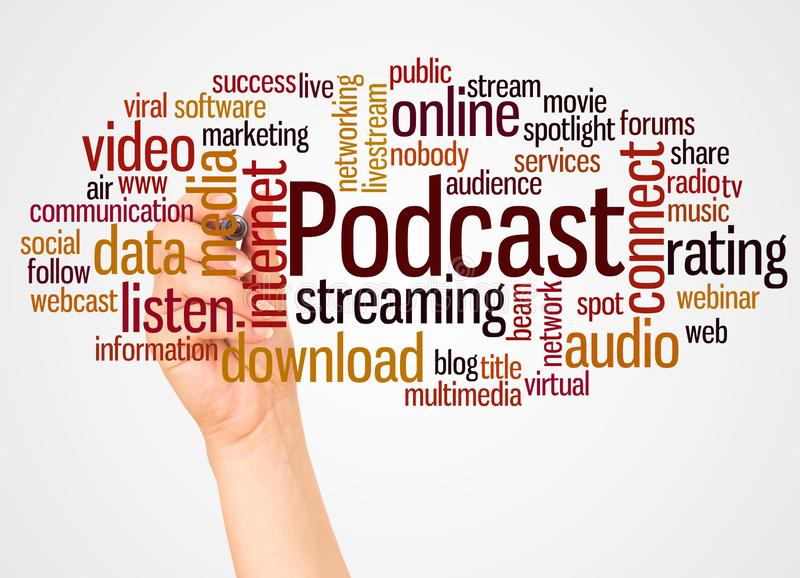 public
success
live
stream
viral
software
networking
livestream
online
movie
video
marketing
spotlight
forums
nobody
services
share
air
www
media
internet
audience
connect
radio
tv
communication
Podcast
music
social
data
rating
follow
webcast
listen
streaming
beam
network
spot
webinar
information
download
blog
title
audio
web
multimedia
virtual